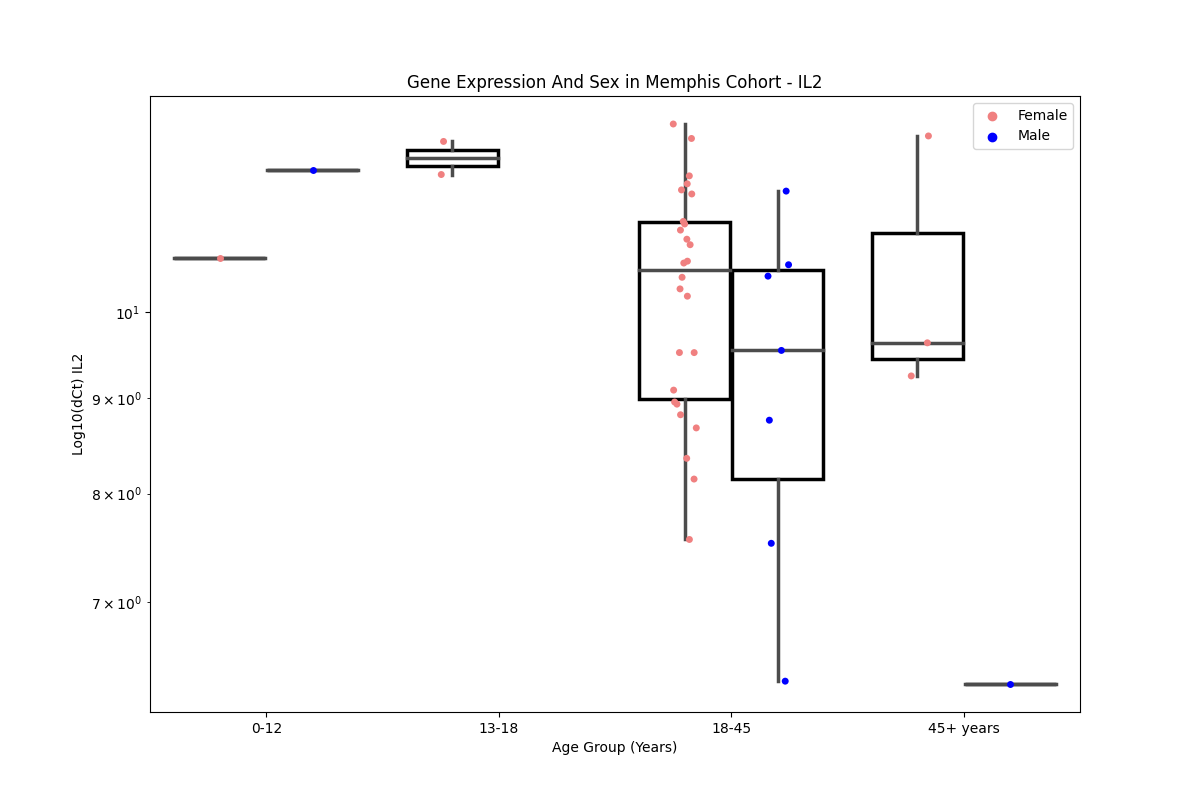 Gene Expression And Sex in Memphis Cohort - IL2
Female
Male
10¹
9 × 10⁰
8 × 10⁰
7 × 10⁰
Log10(dCt) IL2
0-12
13-18
18-45
45+ years
Age Group (Years)